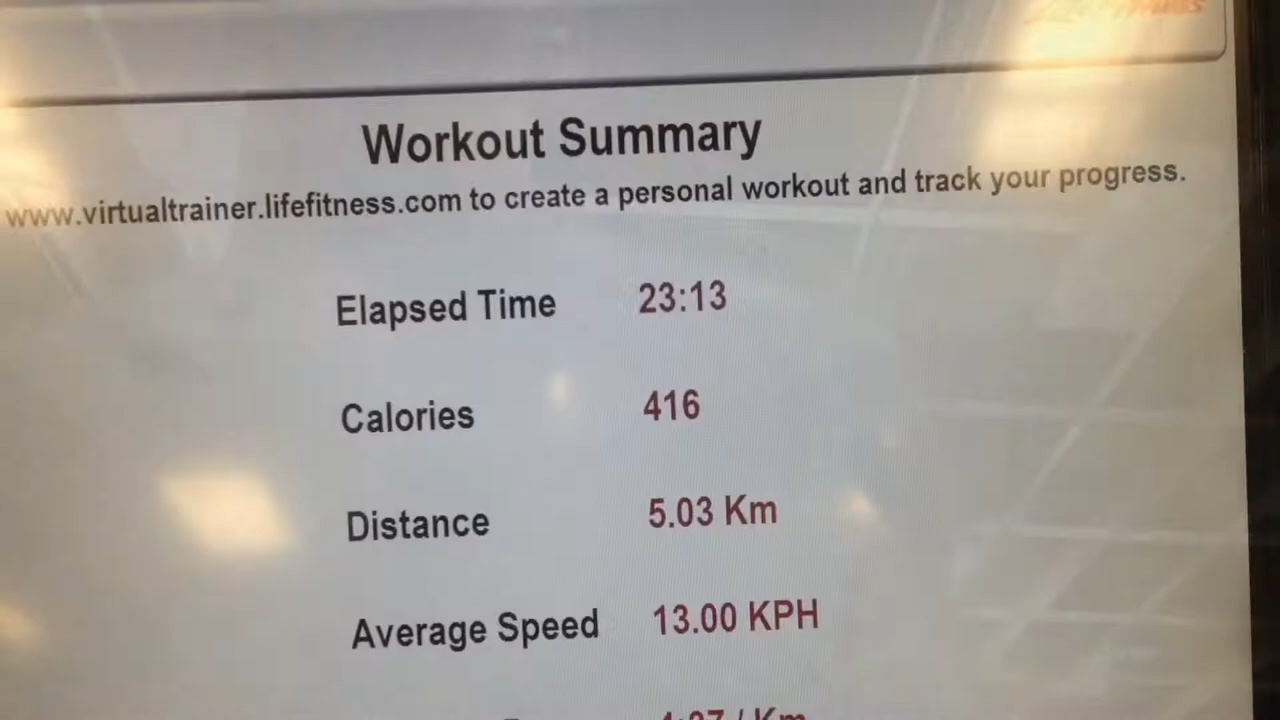 Workout Summary
www.virtualtrainer.lifefitness.com to create a personal workout and track your progress.
Elapsed Time 23:13
Calories 416
Distance 5.03 Km
Average Speed 13.00 KPH
/ Km